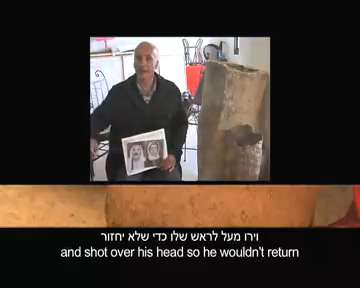 וירו מעל לראש שלו כדי שלא יחזור
and shot over his head so he wouldn't return